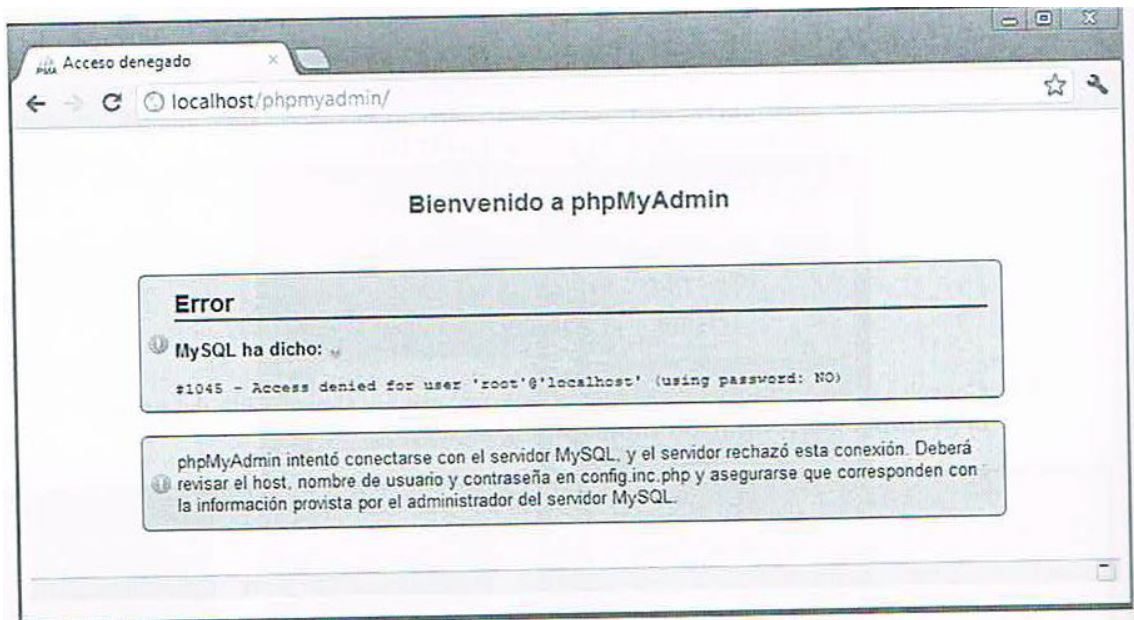 Acceso denegado
localhost/phpmyadmin/
Bienvenido a phpMyAdmin
Error
MySQL ha dicho:
#1045 - Access denied for user 'root'@'localhost' (using password: NO)
phpMyAdmin intentó conectarse con el servidor MySQL, y el servidor rechazó esta conexión. Deberá
revisar el host, nombre de usuario y contraseña en config.inc.php y asegurarse que corresponden con
la información provista por el administrador del servidor MySQL.